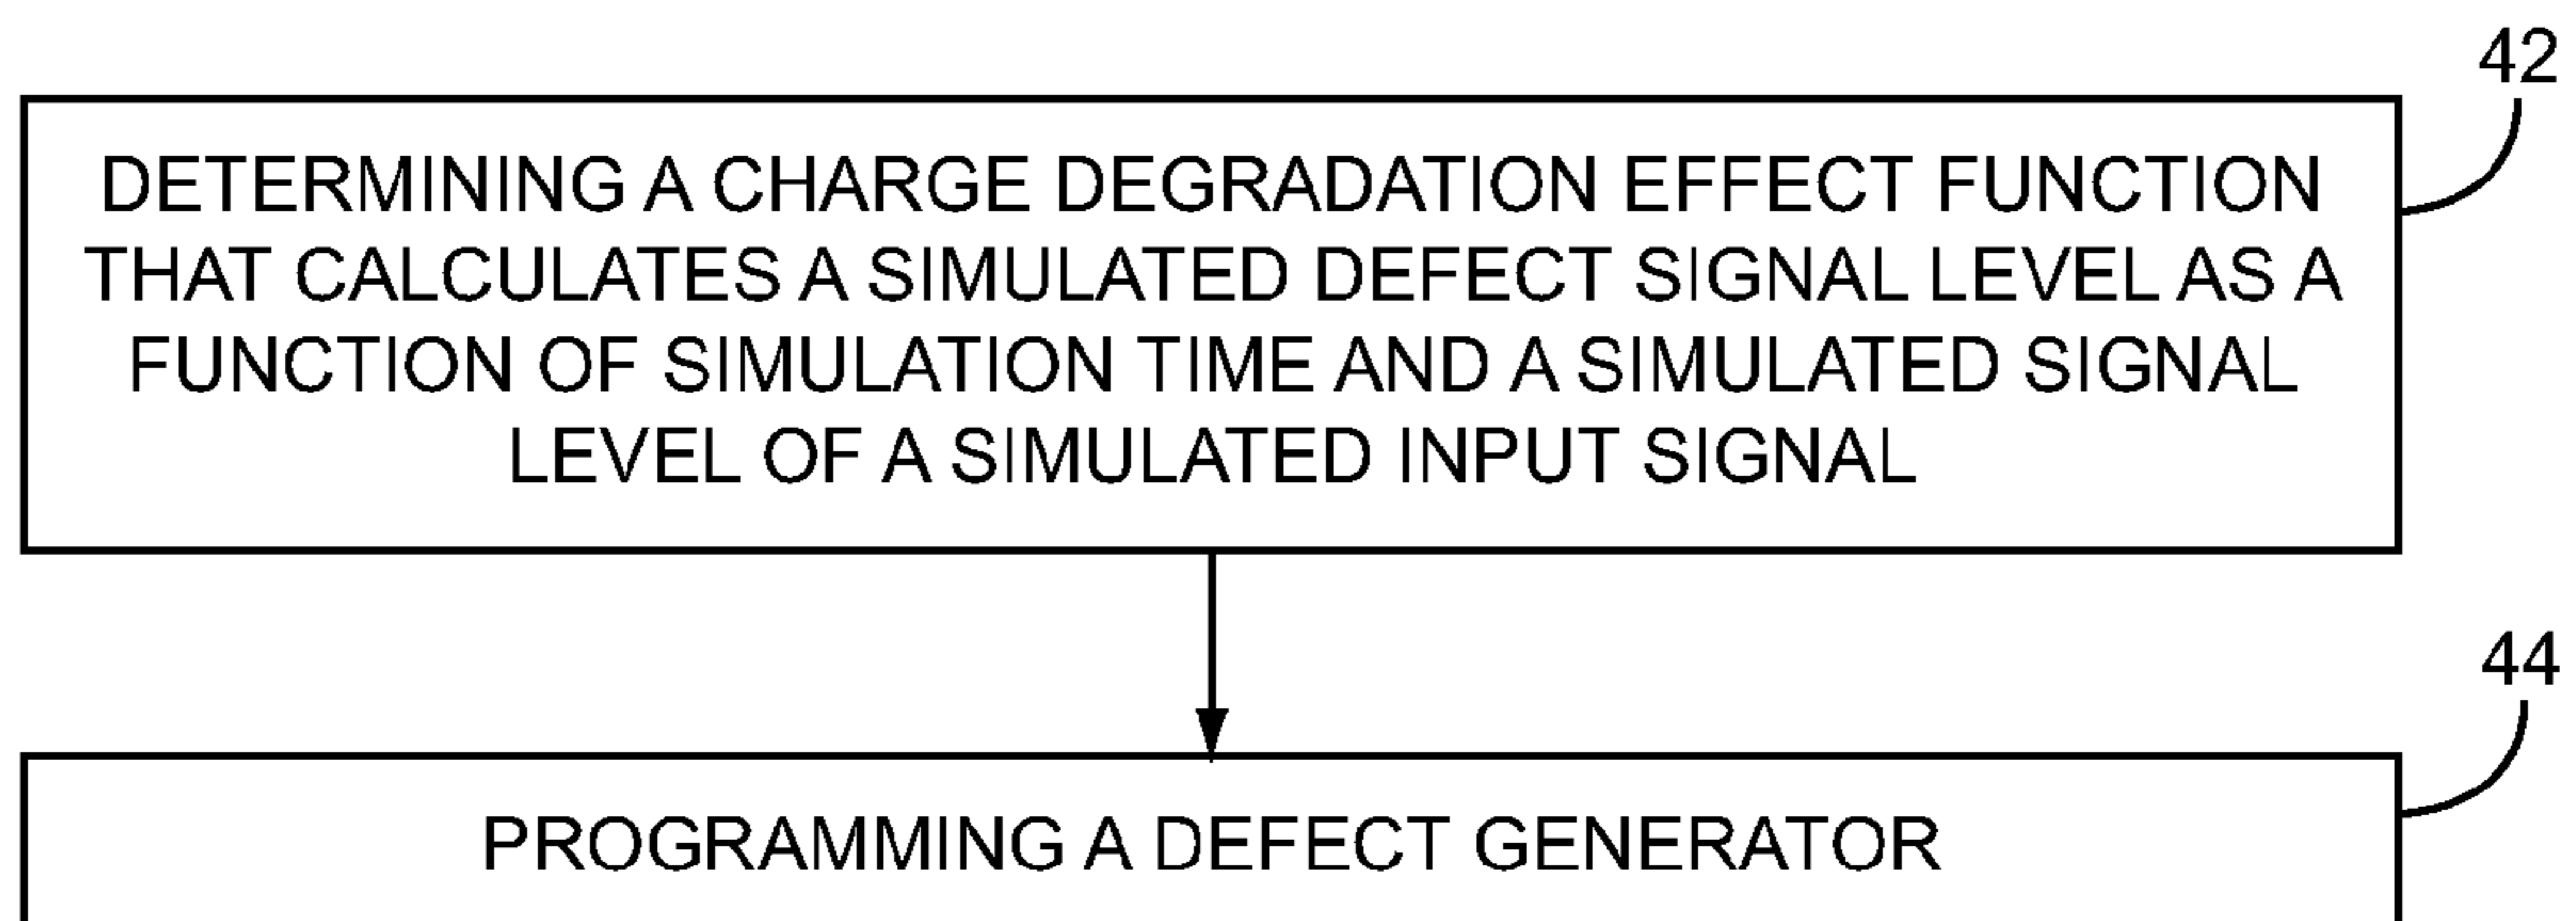 42
DETERMINING A CHARGE DEGRADATION EFFECT FUNCTION
THAT CALCULATES A SIMULATED DEFECT SIGNAL LEVEL AS A
FUNCTION OF SIMULATION TIME AND A SIMULATED SIGNAL
LEVEL OF A SIMULATED INPUT SIGNAL
44
PROGRAMMING A DEFECT GENERATOR